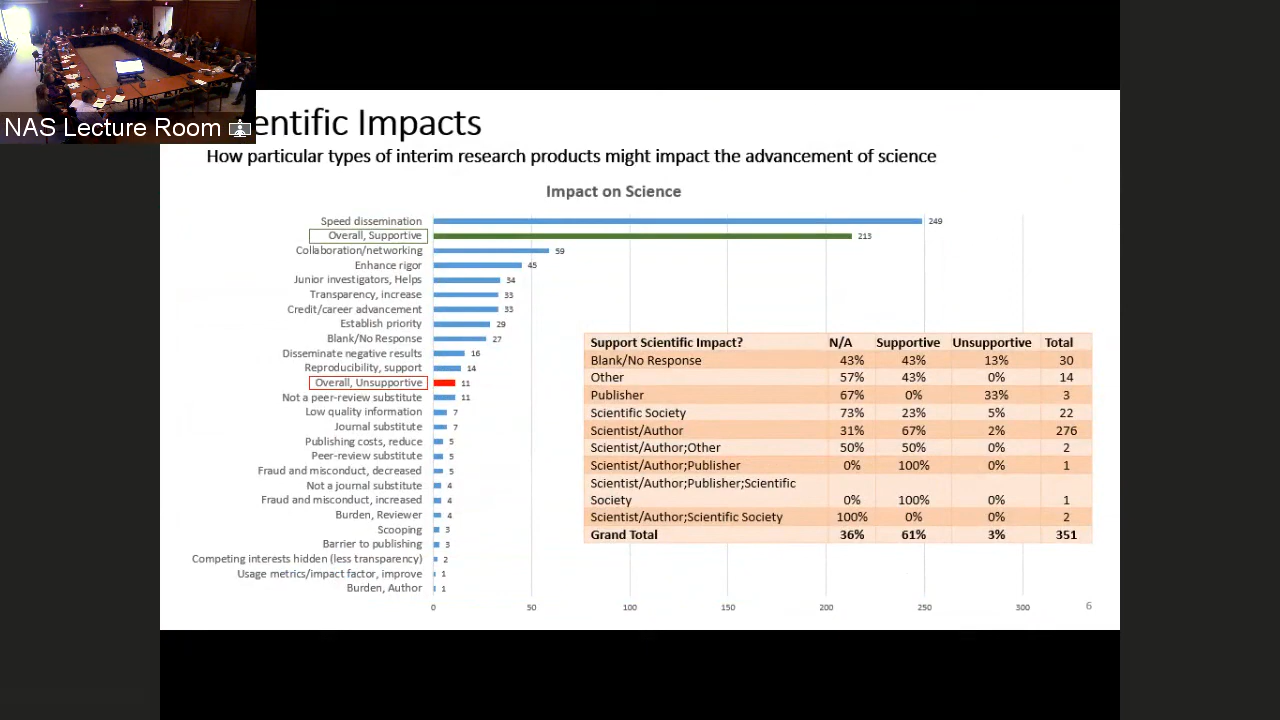 NAS Lecture Room
entific Impacts
How particular types of interim research products might impact the advancement of science
Impact on Science
Speed dissemination 249
Overall, Supportive 213
Collaboration/networking 59
Enhance rigor 45
Junior investigators, Helps 34
Transparency, increase 33
Credit/career advancement 33
Establish priority 29
Blank/No Response 27
Disseminate negative results 16
Reproducibility, support 14
Overall, Unsupportive 11
Not a peer-review substitute 11
Low quality information 7
Journal substitute 7
Publishing costs, reduce 5
Peer-review substitute 5
Fraud and misconduct, decreased 5
Not a journal substitute 4
Fraud and misconduct, increased 4
Burden, Reviewer 4
Scooping 3
Barrier to publishing 3
Competing interests hidden (less transparency) 2
Usage metrics/impact factor, improve 1
Burden, Author 1
0 50 100 150 200 250 300
Support Scientific Impact? N/A Supportive Unsupportive Total
Blank/No Response 43% 43% 13% 30
Other 57% 43% 0% 14
Publisher 67% 0% 33% 3
Scientific Society 73% 23% 5% 22
Scientist/Author 31% 67% 2% 276
Scientist/Author;Other 50% 50% 0% 2
Scientist/Author;Publisher 0% 100% 0% 1
Scientist/Author;Publisher;Scientific
Society 0% 100% 0% 1
Scientist/Author;Scientific Society 100% 0% 0% 2
Grand Total 36% 61% 3% 351
6